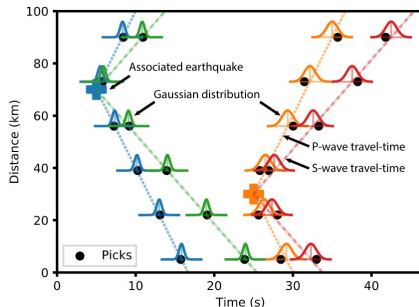 100
80
60
40
20
0
Distance (km)
Associated earthquake
Gaussian distribution
P-wave travel-time
S-wave travel-time
Picks
0
10
20
30
40
Time (s)